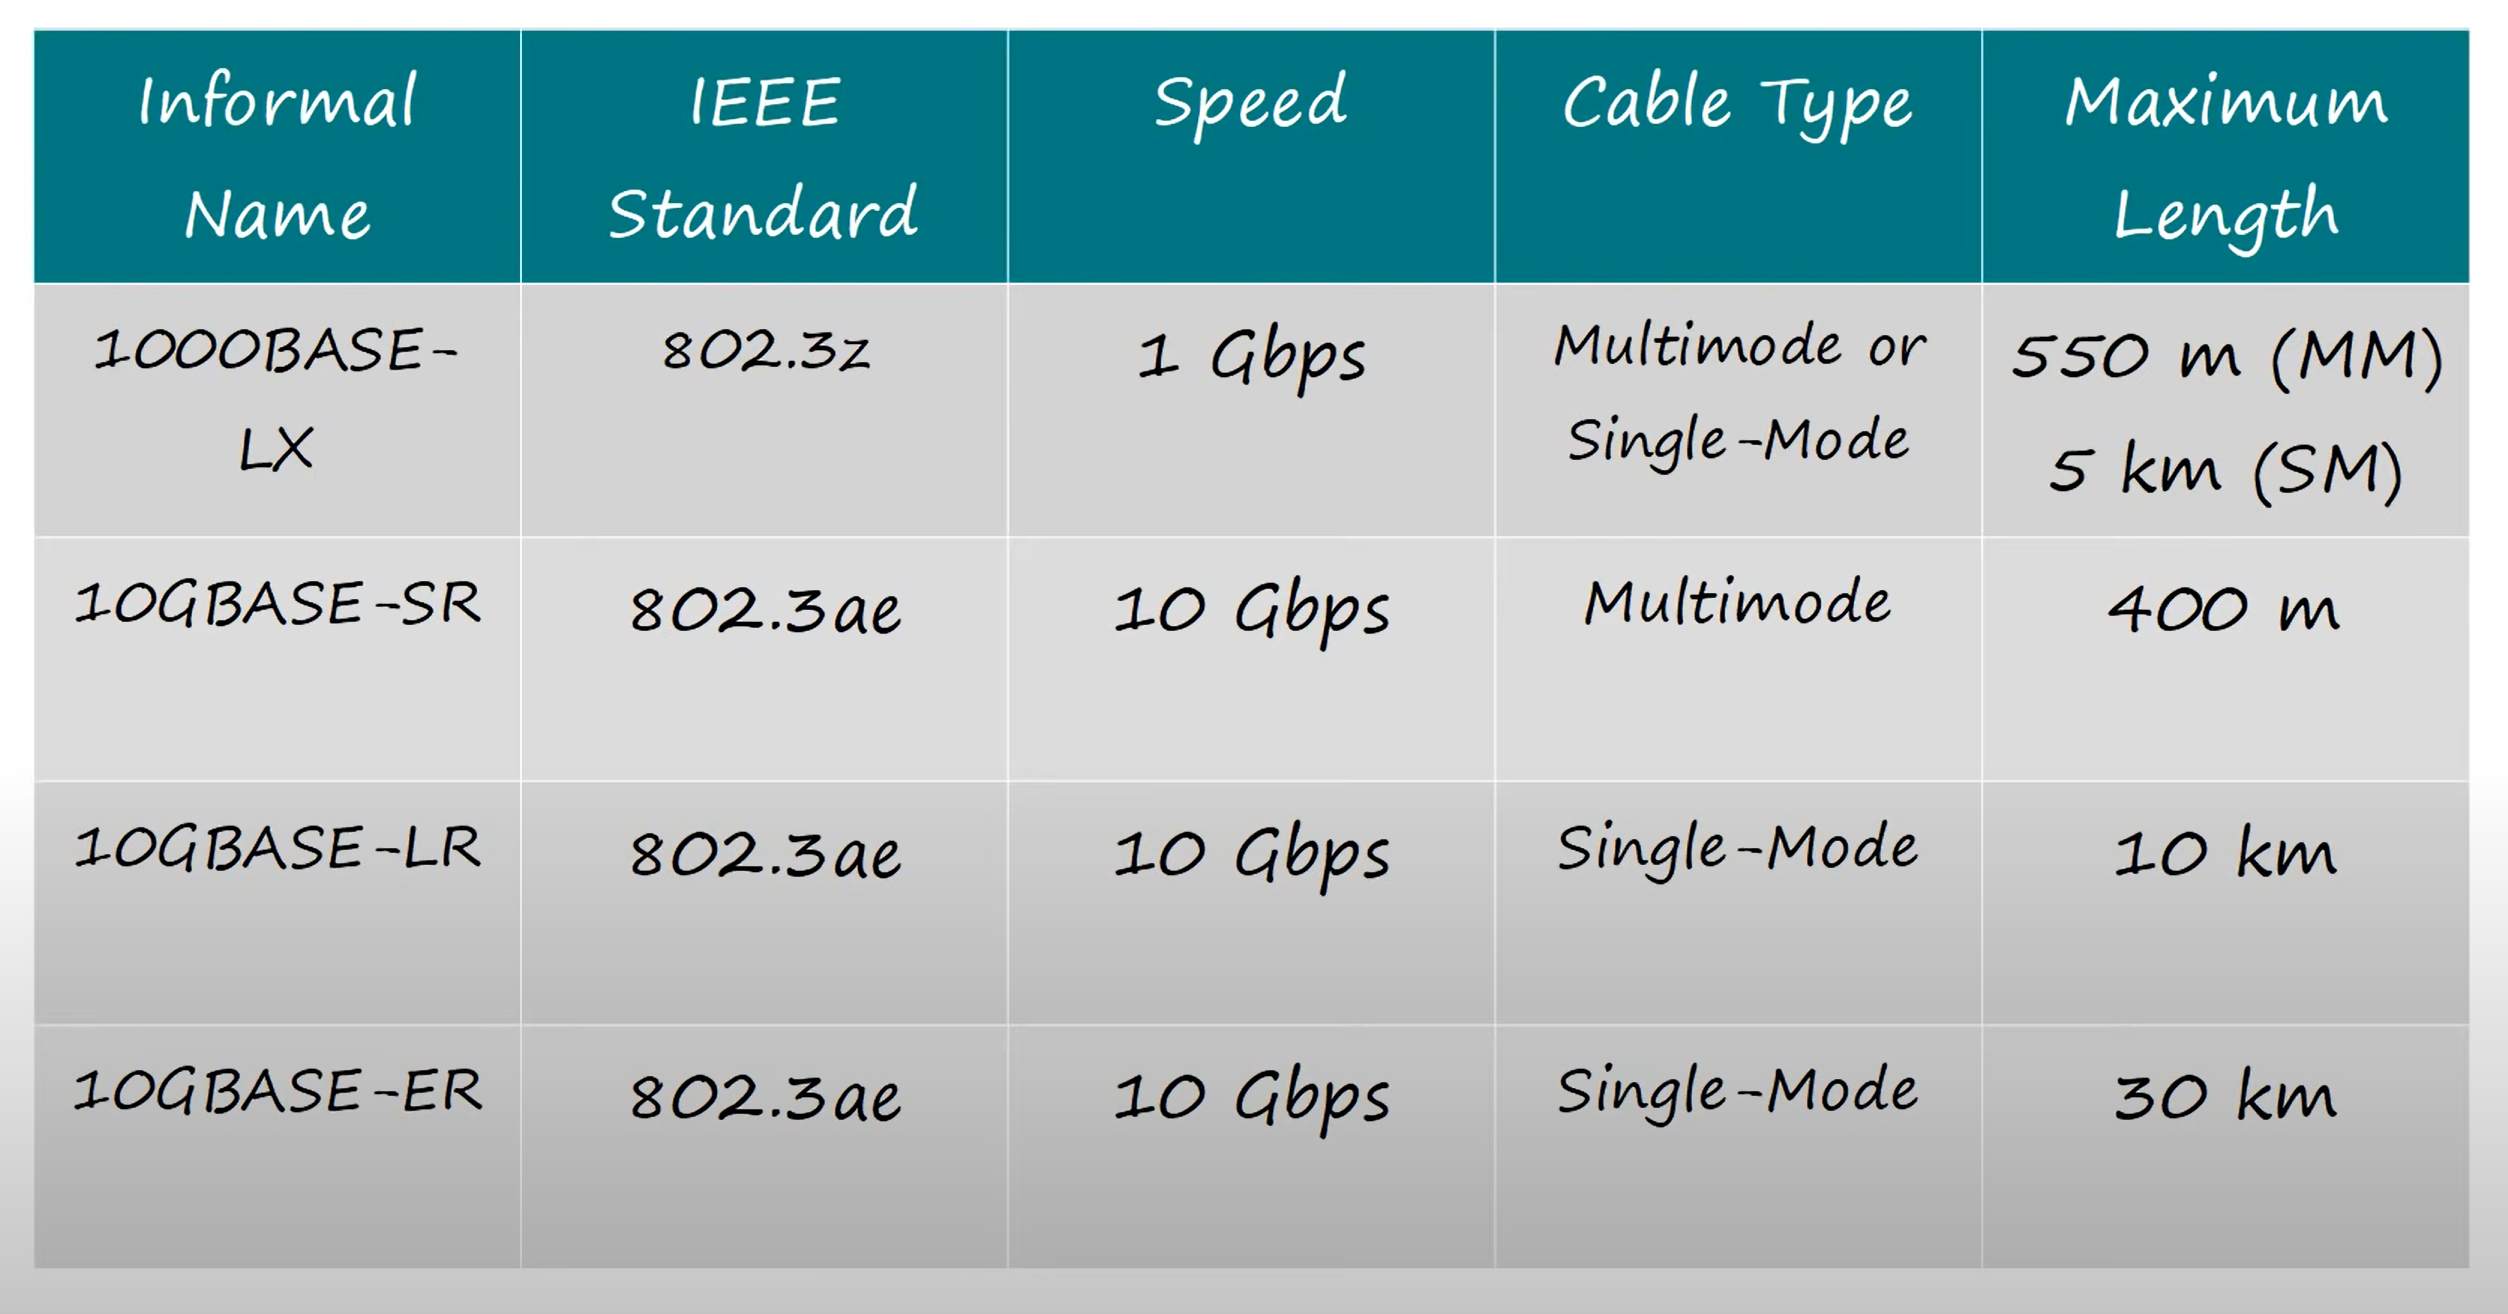 Informal
Name
IEEE
Standard
Speed
Cable Type
Maximum
Length
1000BASE-
LX
802.3z
1 Gbps
Multimode or
Single-Mode
550 m (MM)
5 km (SM)
10GBASE-SR
802.3ae
10 Gbps
Multimode
400 m
10GBASE-LR
802.3ae
10 Gbps
Single-Mode
10 km
10GBASE-ER
802.3ae
10 Gbps
Single-Mode
30 km